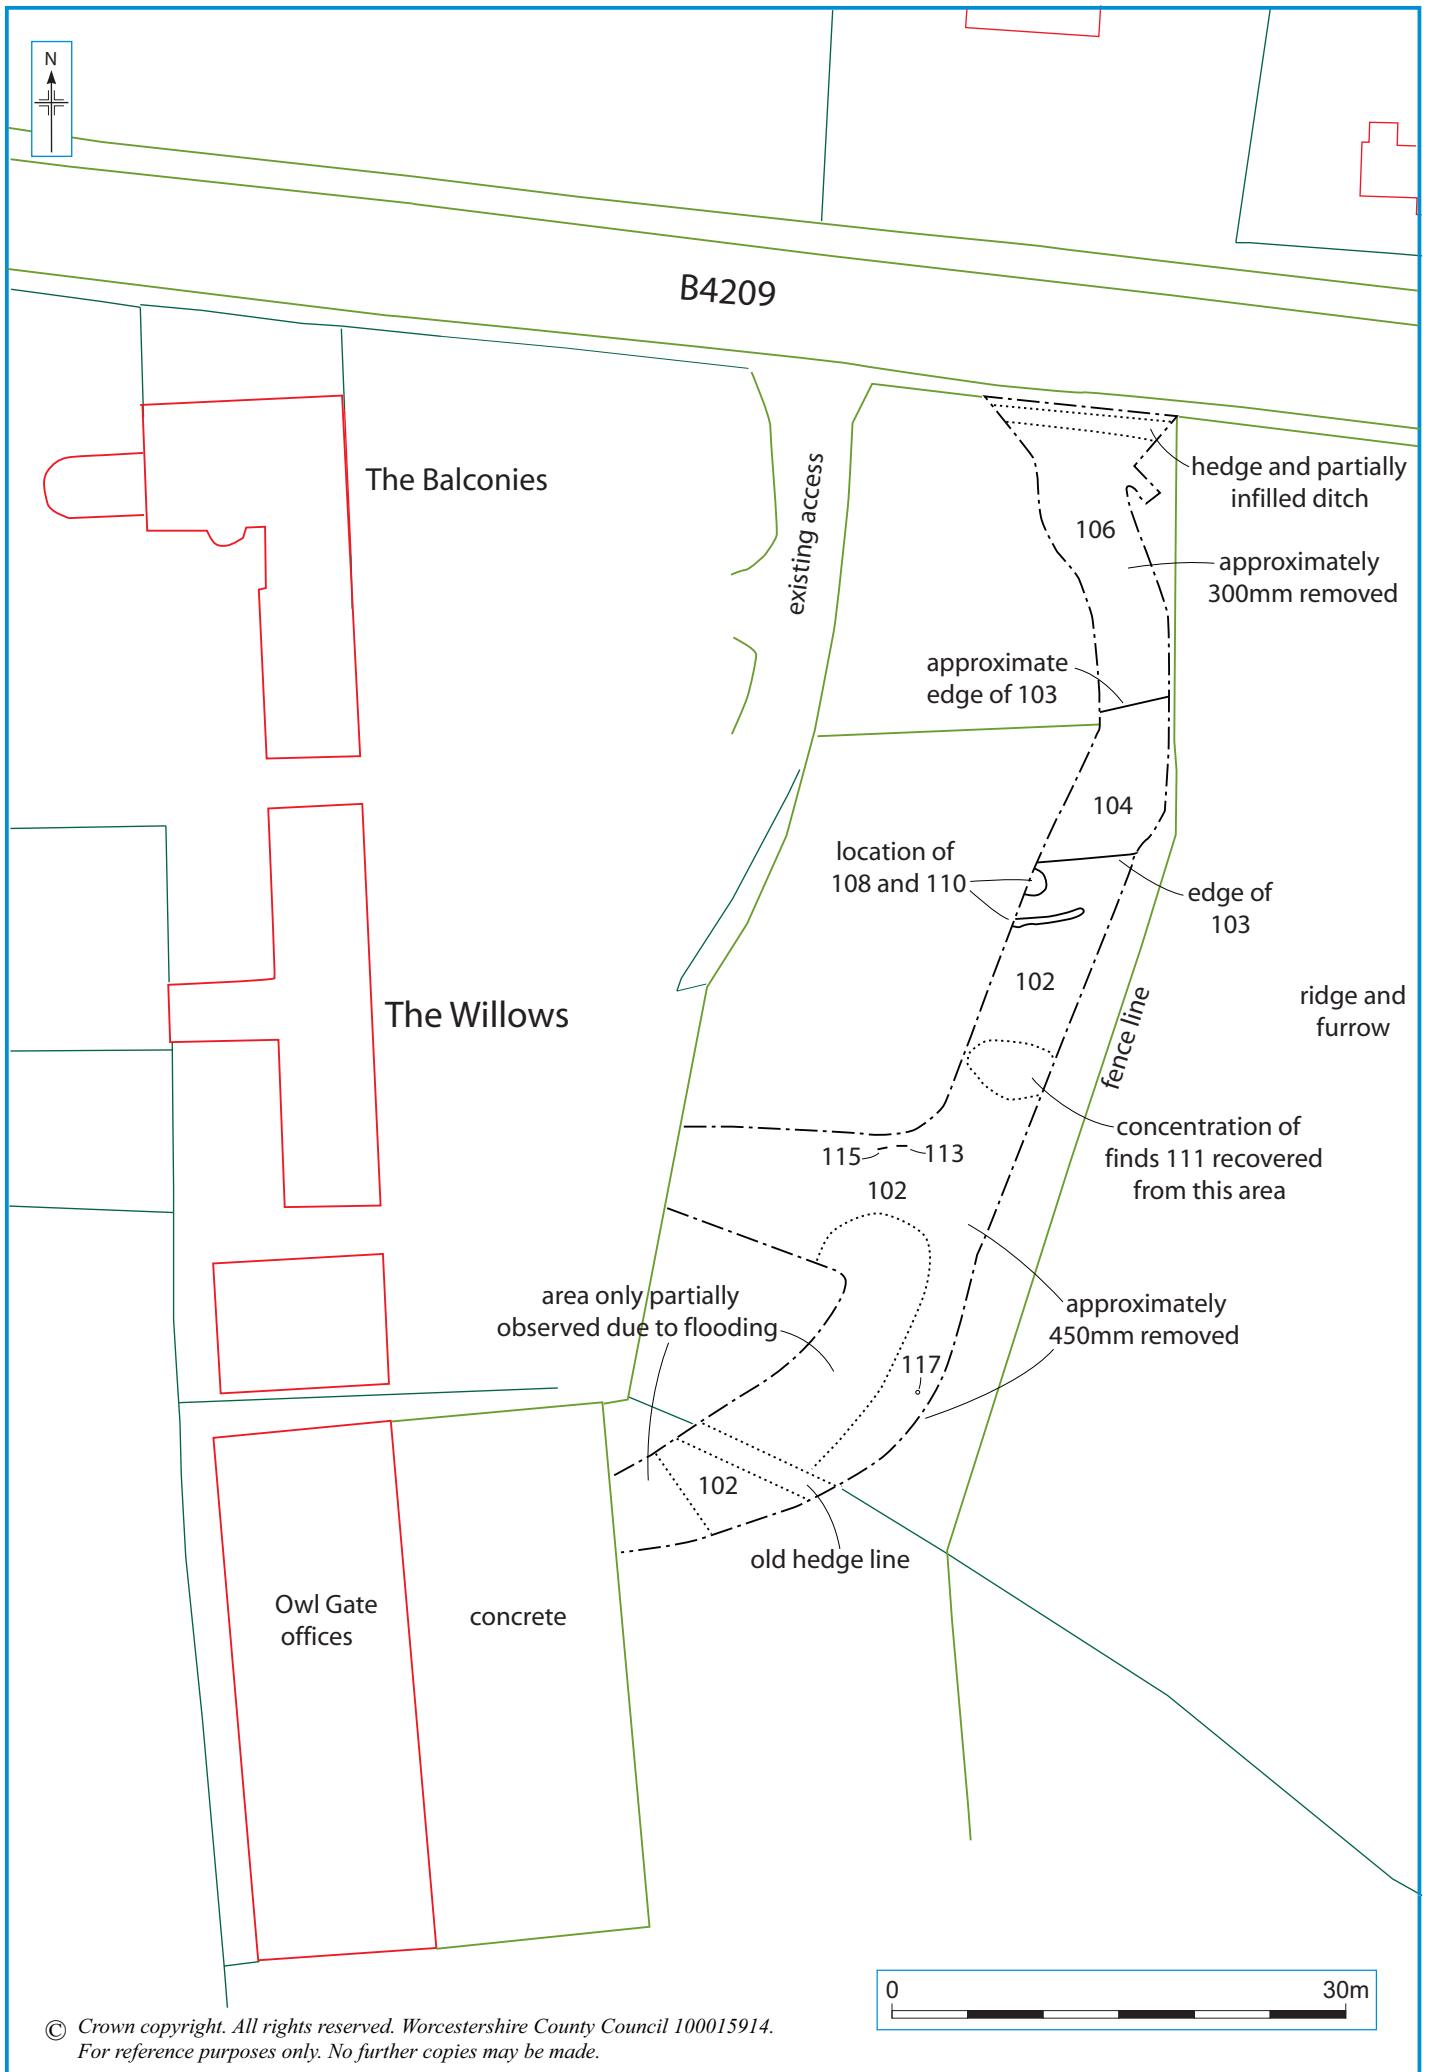 N
B4209
The Balconies
existing access
hedge and partially
infilled ditch
106
approximately
300mm removed
approximate
edge of 103
104
location of
108 and 110
edge of
103
102
ridge and
furrow
The Willows
fence line
concentration of
finds 111 recovered
from this area
115
113
102
area only partially
observed due to flooding
approximately
450mm removed
117
102
old hedge line
Owl Gate
offices
concrete
0 30m
© Crown copyright. All rights reserved. Worcestershire County Council 100015914.
For reference purposes only. No further copies may be made.